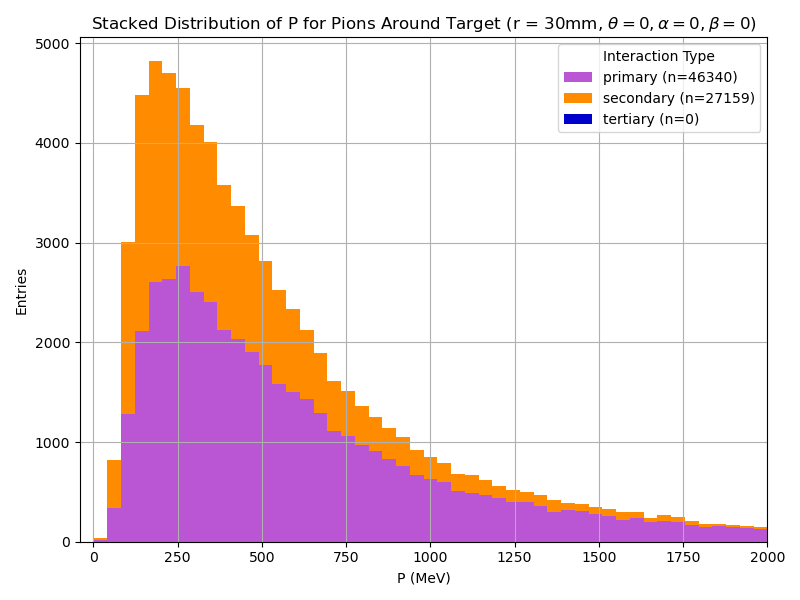 Stacked Distribution of P for Pions Around Target (r = 30mm, θ = 0, α = 0, β = 0)
Interaction Type
primary (n=46340)
secondary (n=27159)
tertiary (n=0)
5000
4000
3000
2000
1000
0
Entries
0 250 500 750 1000 1250 1500 1750 2000
P (MeV)